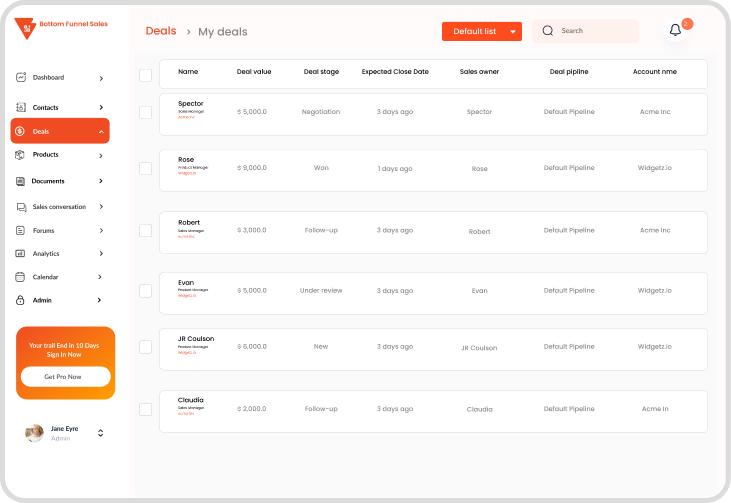 Bottom Funnel Sales
Deals > My deals
Default list
Search
2
Dashboard
Contacts
Deals
Products
Documents
Sales conversation
Forums
Analytics
Calendar
Admin
Your trail End in 10 Days
Sign In Now
Get Pro Now
Jane Eyre
Admin
Name Deal value Deal stage Expected Close Date Sales owner Deal pipline Account nme
Spector
Sales Manager
Acme Inc
$ 5,000.0 Negotiation 3 days ago Spector Default Pipeline Acme Inc
Rose
Product Manager
Widgetz.io
$ 9,000.0 Won 1 days ago Rose Default Pipeline Widgetz.io
Robert
Sales Manager
Acme Inc
$ 3,000.0 Follow-up 3 days ago Robert Default Pipeline Acme Inc
Evan
Product Manager
Widgetz.io
$ 5,000.0 Under review 3 days ago Evan Default Pipeline Widgetz.io
JR Coulson
Product Manager
Widgetz.io
$ 6,000.0 New 3 days ago JR Coulson Default Pipeline Widgetz.io
Claudia
Sales Manager
Acme Inc
$ 2,000.0 Follow-up 3 days ago Claudia Default Pipeline Acme In